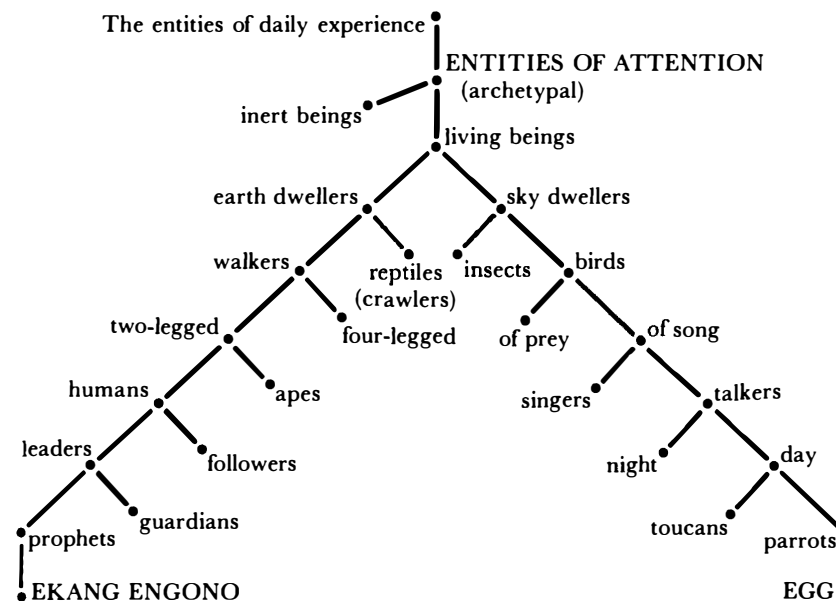 The entities of daily experience
ENTITIES OF ATTENTION
(archetypal)
inert beings
living beings
earth dwellers
sky dwellers
walkers
reptiles
(crawlers)
insects
birds
two-legged
four-legged
of prey
of song
humans
apes
singers
talkers
leaders
followers
night
day
prophets
guardians
toucans
parrots
EKANG ENGONO
EGG